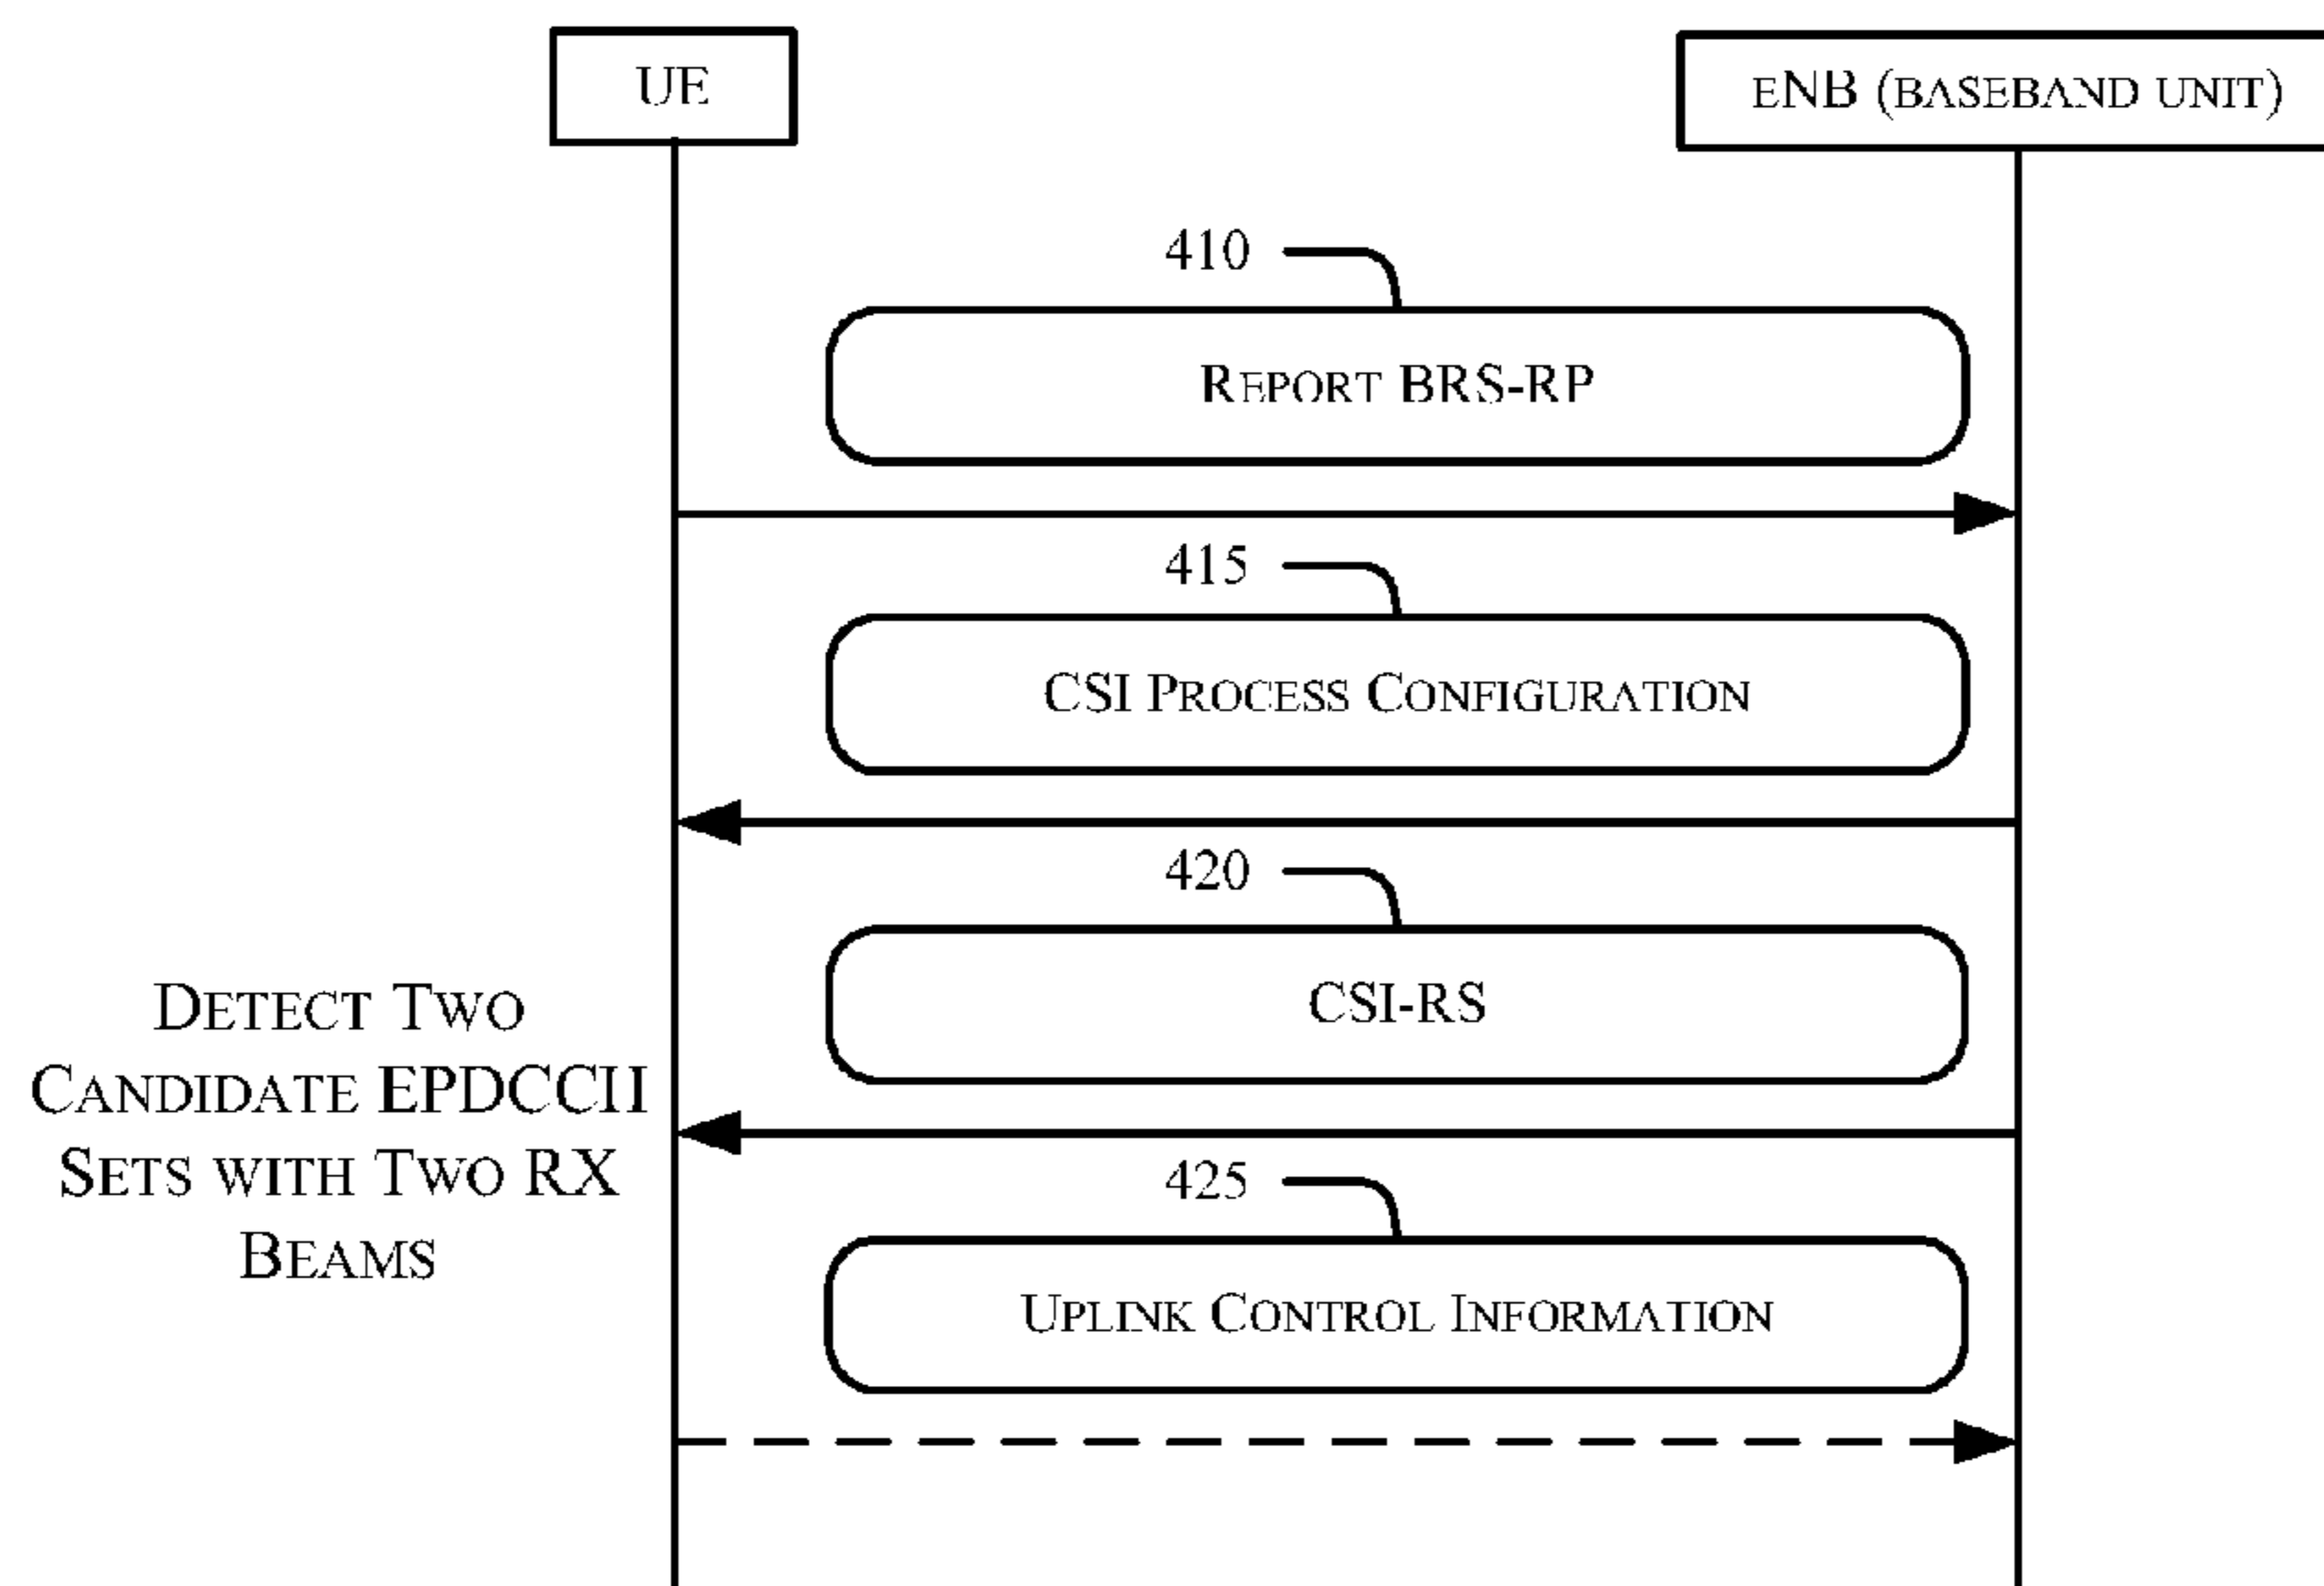 UE
ENB (BASEBAND UNIT)
410
REPORT BRS-RP
415
CSI PROCESS CONFIGURATION
420
CSI-RS
DETECT TWO
CANDIDATE EPDCCH
SETS WITH TWO RX
BEAMS
425
UPLINK CONTROL INFORMATION